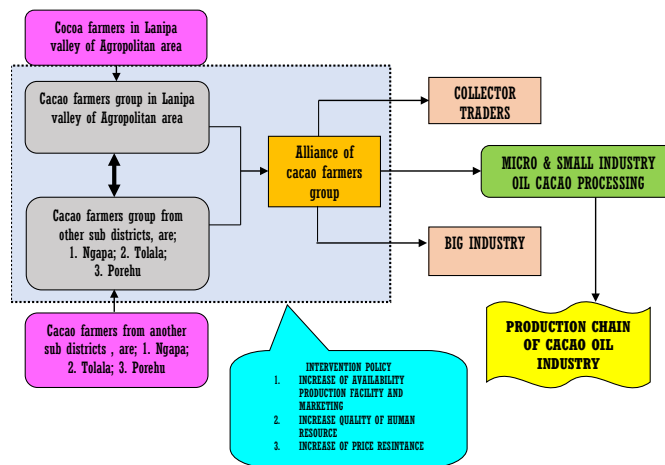 Cocoa farmers in Lanipa
valley of Agropolitan area
Cacao farmers group in Lanipa
valley of Agropolitan area
COLLECTOR
TRADERS
Alliance of
cacao farmers
group
MICRO & SMALL INDUSTRY
OIL CACAO PROCESSING
Cacao farmers group from
other sub districts, are;
1. Ngapa; 2. Tolala;
3. Porehu
BIG INDUSTRY
Cacao farmers from another
sub districts , are; 1. Ngapa;
2. Tolala; 3. Porehu
PRODUCTION CHAIN
OF CACAO OIL
INDUSTRY
INTERVENTION POLICY
1. INCREASE OF AVAILABILITY
PRODUCTION FACILITY AND
MARKETING
2. INCREASE QUALITY OF HUMAN
RESOURCE
3. INCREASE OF PRICE RESINTANCE